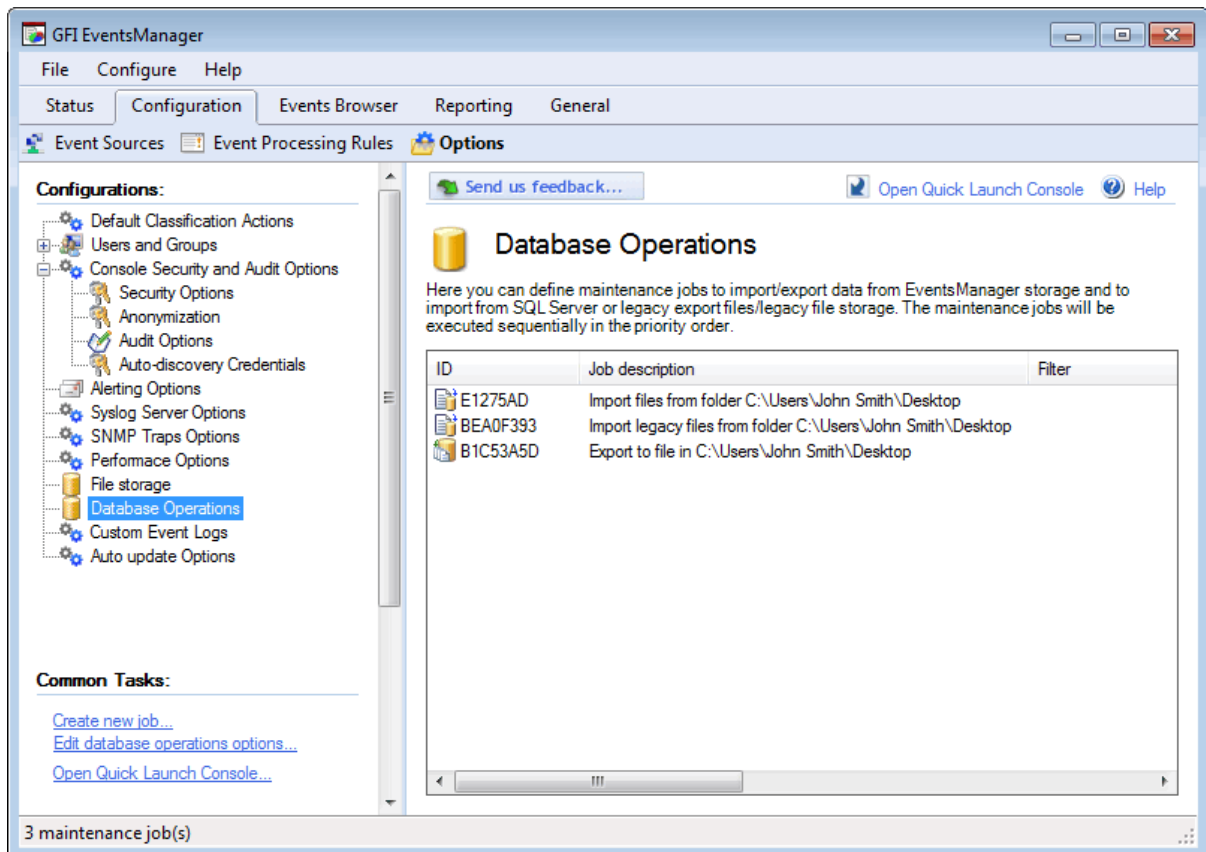 GFI EventsManager
File Configure Help
Status Configuration Events Browser Reporting General
Event Sources Event Processing Rules Options
Configurations:
Default Classification Actions
Users and Groups
Console Security and Audit Options
Security Options
Anonymization
Audit Options
Auto-discovery Credentials
Alerting Options
Syslog Server Options
SNMP Traps Options
Performace Options
File storage
Database Operations
Custom Event Logs
Auto update Options
Common Tasks:
Create new job...
Edit database operations options...
Open Quick Launch Console...
Send us feedback... Open Quick Launch Console Help
Database Operations
Here you can define maintenance jobs to import/export data from EventsManager storage and to
import from SQL Server or legacy export files/legacy file storage. The maintenance jobs will be
executed sequentially in the priority order.
ID Job description Filter
E1275AD Import files from folder C:\Users\John Smith\Desktop
BEA0F393 Import legacy files from folder C:\Users\John Smith\Desktop
B1C53A5D Export to file in C:\Users\John Smith\Desktop
3 maintenance job(s)